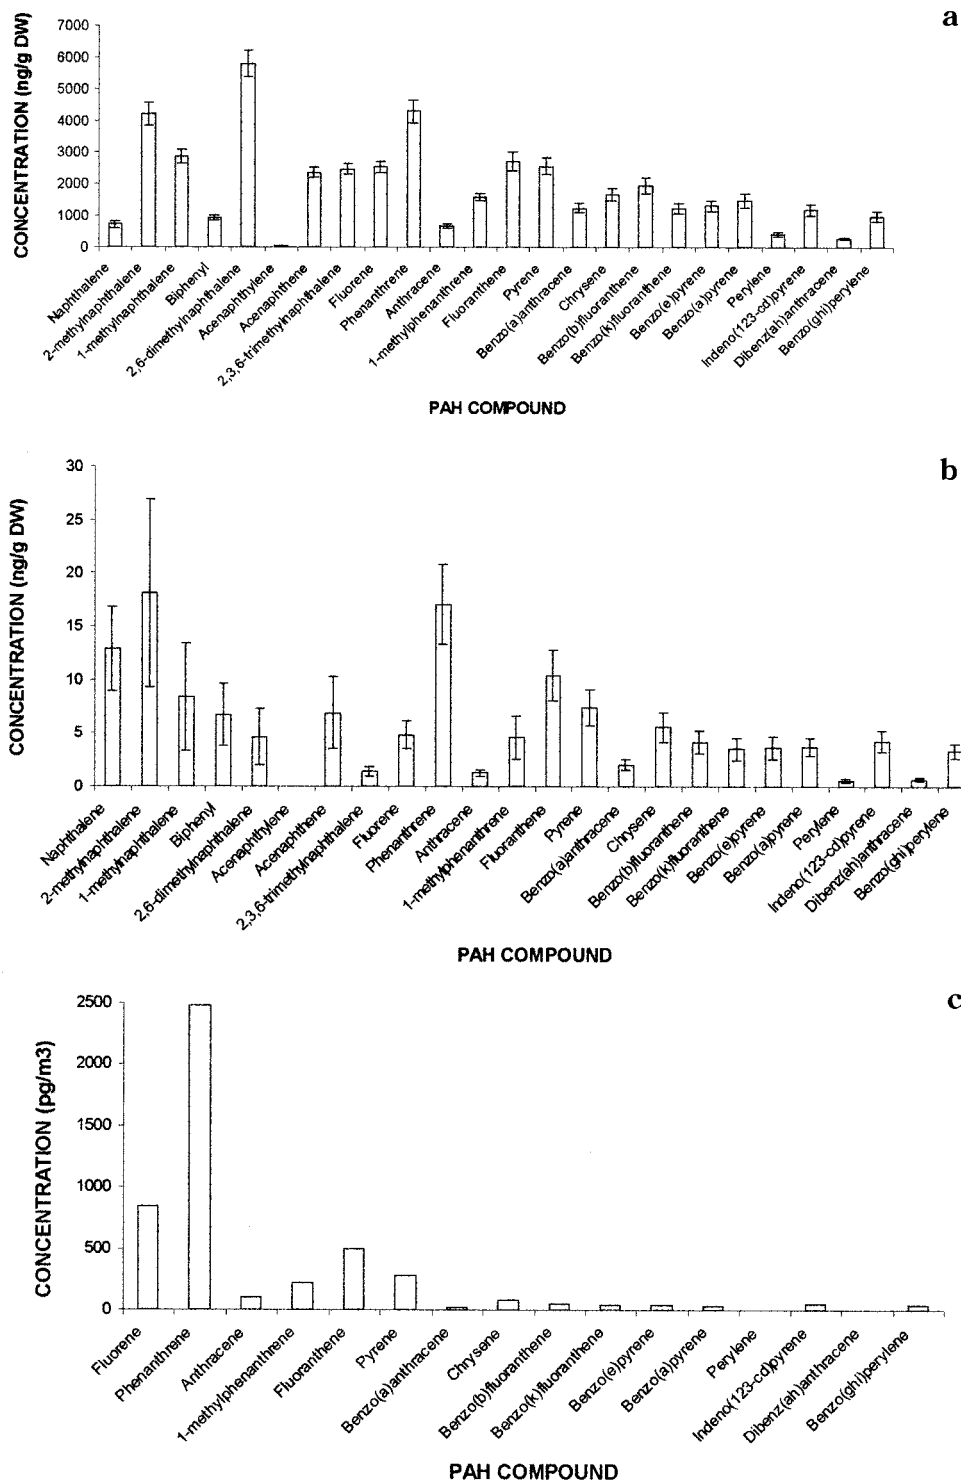 a
CONCENTRATION (ng/g DW)
7000
6000
5000
4000
3000
2000
1000
0
Naphthalene
2-methylnaphthalene
1-methylnaphthalene
Biphenyl
2,6-dimethylnaphthalene
Acenaphthylene
Acenaphthene
2,3,6-trimethylnaphthalene
Fluorene
Phenanthrene
Anthracene
1-methylphenanthrene
Fluoranthene
Pyrene
Benzo(a)anthracene
Chrysene
Benzo(b)fluoranthene
Benzo(k)fluoranthene
Benzo(e)pyrene
Benzo(a)pyrene
Perylene
Indeno(123-cd)pyrene
Dibenz(ah)anthracene
Benzo(ghi)perylene
PAH COMPOUND
b
CONCENTRATION (ng/g DW)
30
25
20
15
10
5
0
Naphthalene
2-methylnaphthalene
1-methylnaphthalene
Biphenyl
2,6-dimethylnaphthalene
Acenaphthylene
Acenaphthene
2,3,6-trimethylnaphthalene
Fluorene
Phenanthrene
Anthracene
1-methylphenanthrene
Fluoranthene
Pyrene
Benzo(a)anthracene
Chrysene
Benzo(b)fluoranthene
Benzo(k)fluoranthene
Benzo(e)pyrene
Benzo(a)pyrene
Perylene
Indeno(123-cd)pyrene
Dibenz(ah)anthracene
Benzo(ghi)perylene
PAH COMPOUND
c
CONCENTRATION (pg/m3)
2500
2000
1500
1000
500
0
Fluorene
Phenanthrene
Anthracene
1-methylphenanthrene
Fluoranthene
Pyrene
Benzo(a)anthracene
Chrysene
Benzo(b)fluoranthene
Benzo(k)fluoranthene
Benzo(e)pyrene
Benzo(a)pyrene
Perylene
Indeno(123-cd)pyrene
Dibenz(ah)anthracene
Benzo(ghi)perylene
PAH COMPOUND